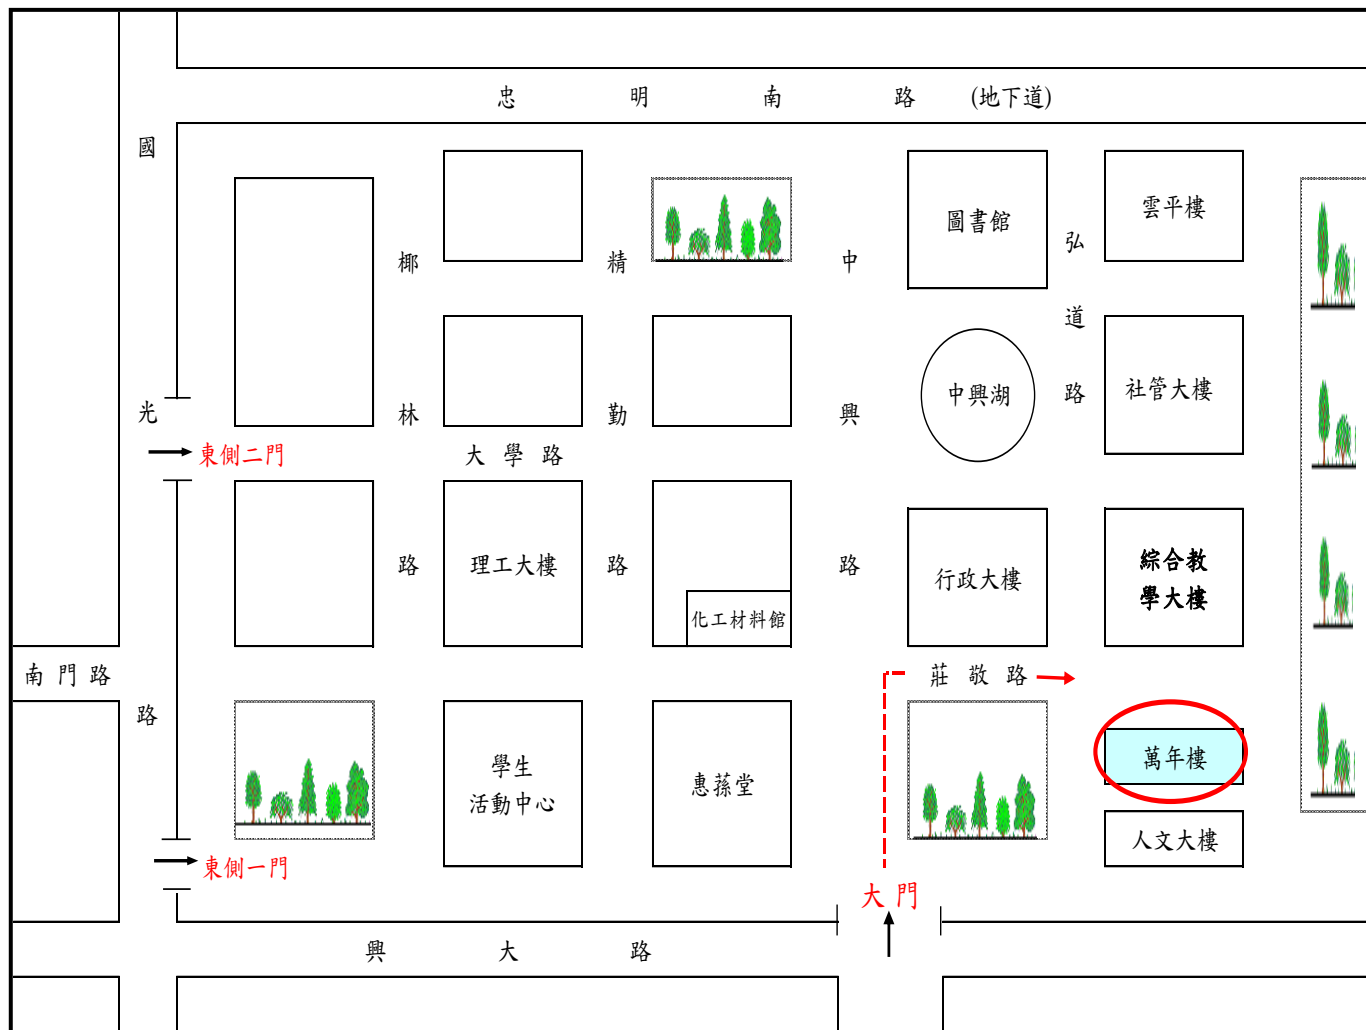 忠明南路 (地下道)
國光路
椰林路
精勤路
中興路
弘道路
圖書館
雲平樓
中興湖
社管大樓
東側二門
大學路
理工大樓
化工材料館
行政大樓
綜合教
學大樓
南門路
莊敬路
學生
活動中心
惠蓀堂
萬年樓
人文大樓
東側一門
大門
興大路